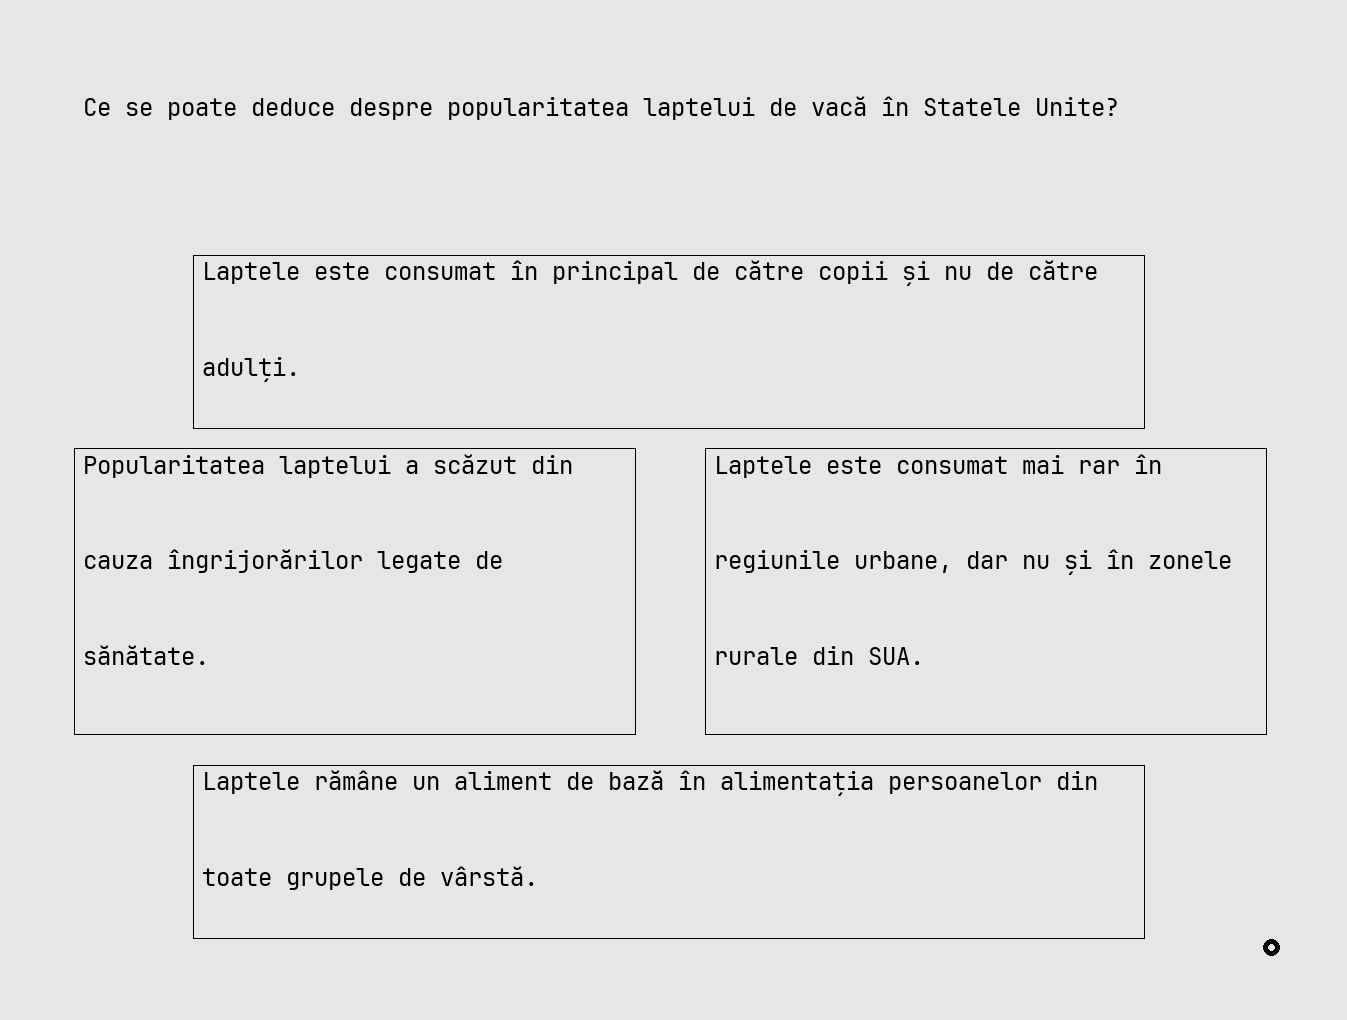 Ce se poate deduce despre popularitatea laptelui de vacă în Statele Unite?
Laptele este consumat în principal de către copii și nu de către
adulți.
Popularitatea laptelui a scăzut din
cauza îngrijorărilor legate de
sănătate.
Laptele este consumat mai rar în
regiunile urbane, dar nu și în zonele
rurale din SUA.
Laptele rămâne un aliment de bază în alimentația persoanelor din
toate grupele de vârstă.